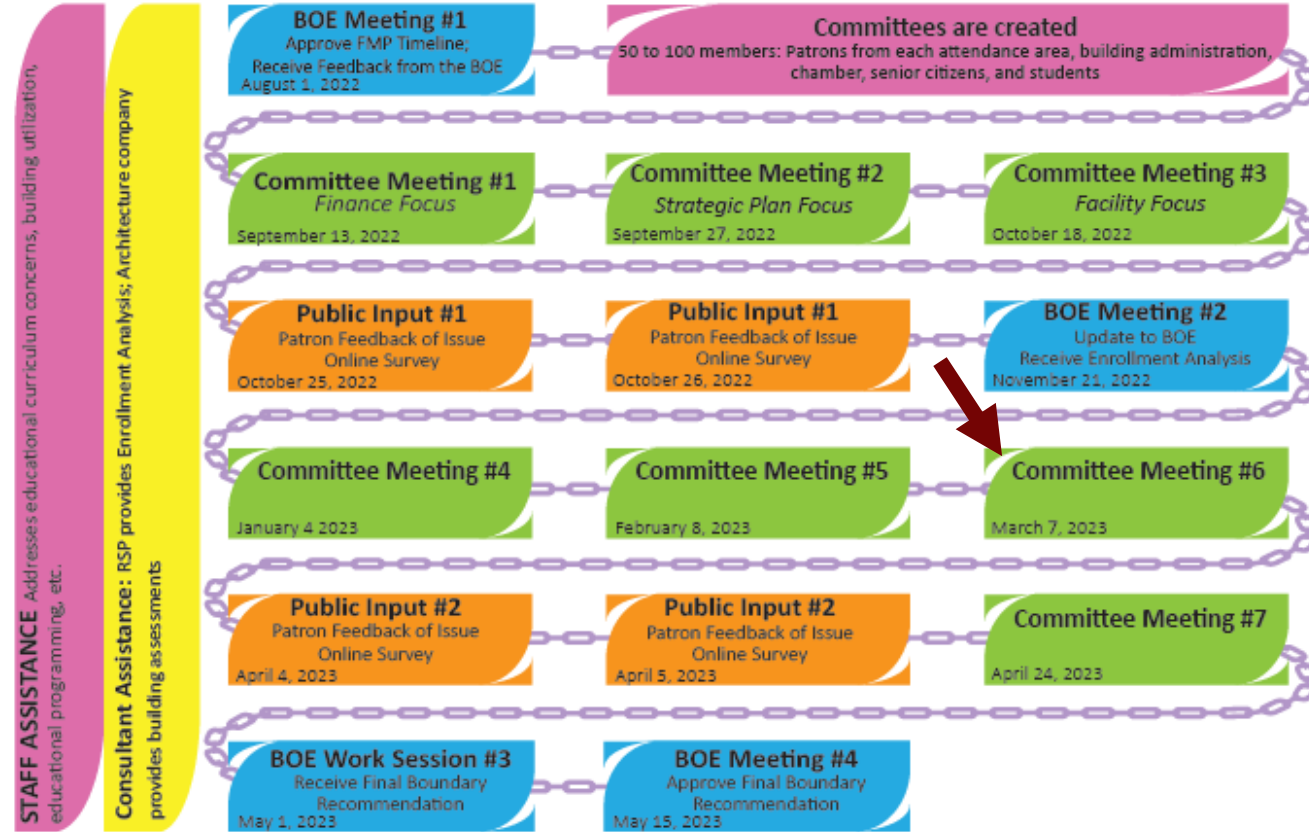 STAFF ASSISTANCE Addresses educational curriculum concerns, building utilization,
educational programming, etc.
Consultant Assistance: RSP provides Enrollment Analysis; Architecture company
provides building assessments
BOE Meeting #1
Approve FMP Timeline;
Receive Feedback from the BOE
August 1, 2022
Committees are created
50 to 100 members: Patrons from each attendance area, building administration,
chamber, senior citizens, and students
Committee Meeting #1
Finance Focus
September 13, 2022
Committee Meeting #2
Strategic Plan Focus
September 27, 2022
Committee Meeting #3
Facility Focus
October 18, 2022
Public Input #1
Patron Feedback of Issue
Online Survey
October 25, 2022
Public Input #1
Patron Feedback of Issue
Online Survey
October 26, 2022
BOE Meeting #2
Update to BOE
Receive Enrollment Analysis
November 21, 2022
Committee Meeting #4
January 4 2023
Committee Meeting #5
February 8, 2023
Committee Meeting #6
March 7, 2023
Public Input #2
Patron Feedback of Issue
Online Survey
April 4, 2023
Public Input #2
Patron Feedback of Issue
Online Survey
April 5, 2023
Committee Meeting #7
April 24, 2023
BOE Work Session #3
Receive Final Boundary
Recommendation
May 1, 2023
BOE Meeting #4
Approve Final Boundary
Recommendation
May 15, 2023